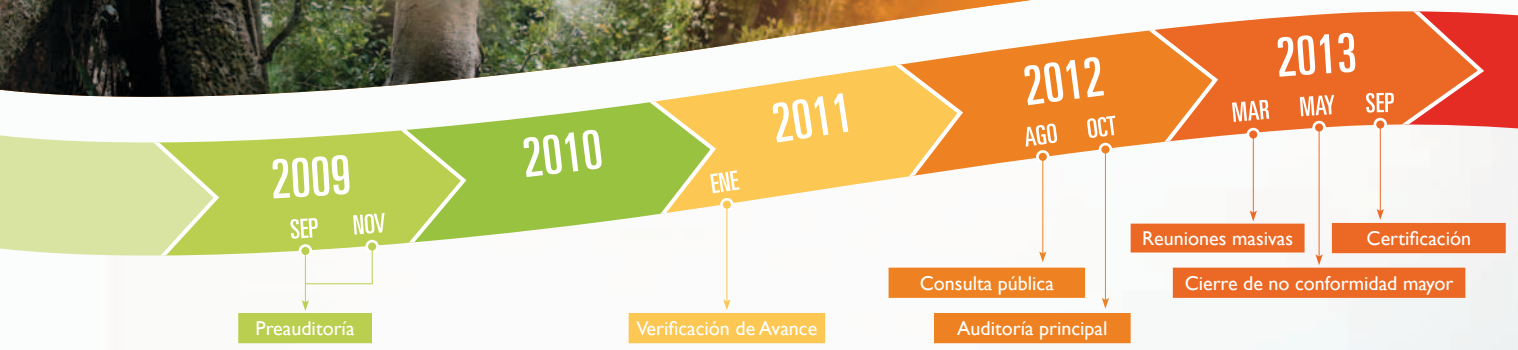 2009
SEP NOV
Preauditoría
2010
2011
ENE
Verificación de Avance
2012
AGO OCT
Consulta pública
Auditoría principal
2013
MAR MAY SEP
Reuniones masivas
Cierre de no conformidad mayor
Certificación